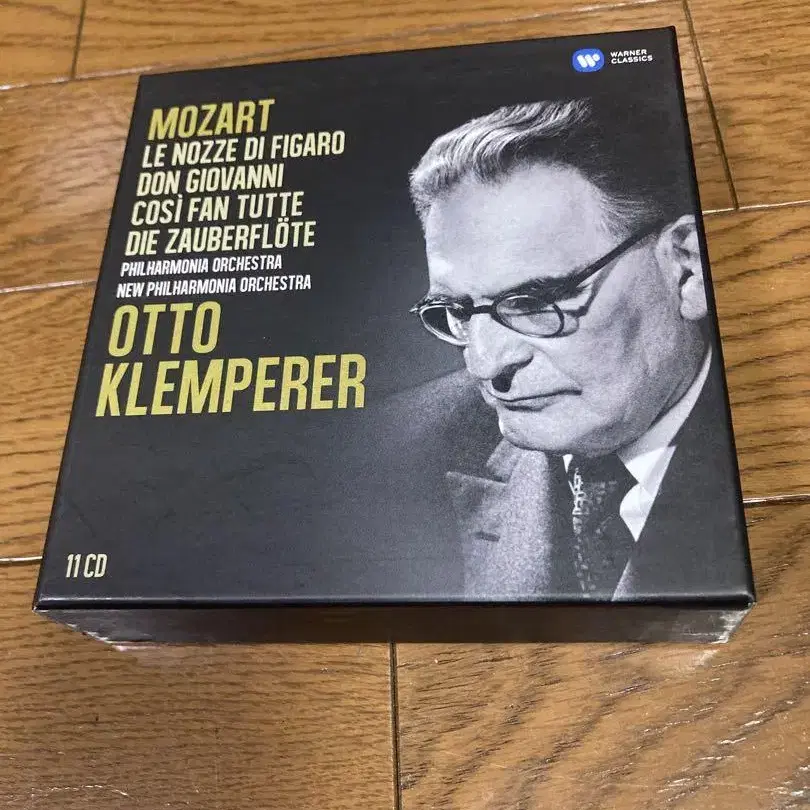 WARNER
CLASSICS
MOZART
LE NOZZE DI FIGARO
DON GIOVANNI
COSÌ FAN TUTTE
DIE ZAUBERFLÖTE
PHILHARMONIA ORCHESTRA
NEW PHILHARMONIA ORCHESTRA
OTTO
KLEMPERER
11 CD